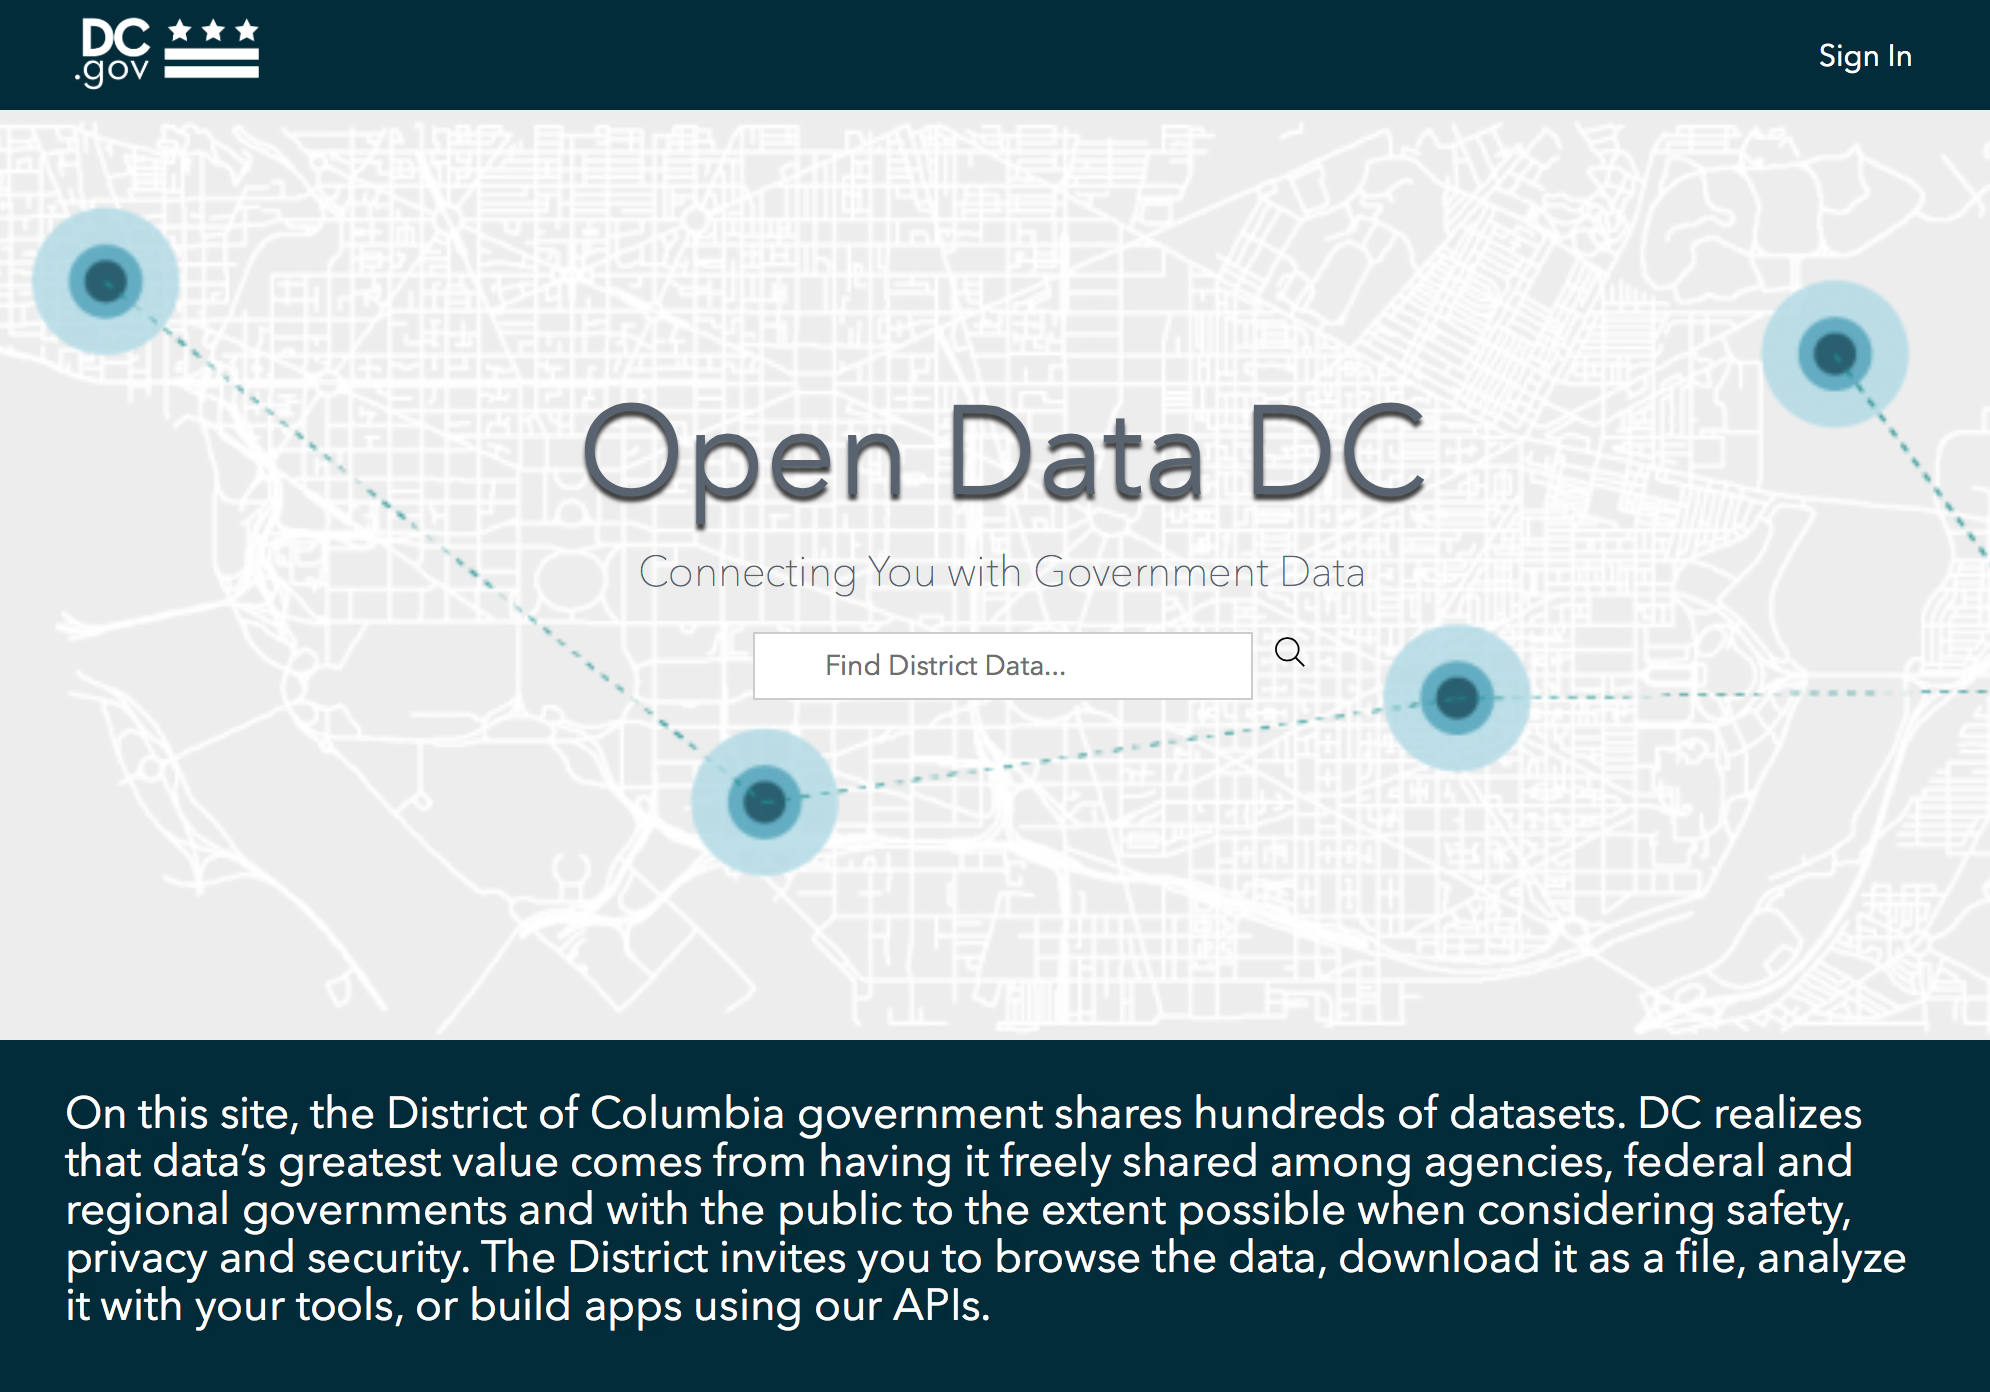 DC
.gov
Sign In
Open Data DC
Connecting You with Government Data
Find District Data...
On this site, the District of Columbia government shares hundreds of datasets. DC realizes
that data’s greatest value comes from having it freely shared among agencies, federal and
regional governments and with the public to the extent possible when considering safety,
privacy and security. The District invites you to browse the data, download it as a file, analyze
it with your tools, or build apps using our APIs.